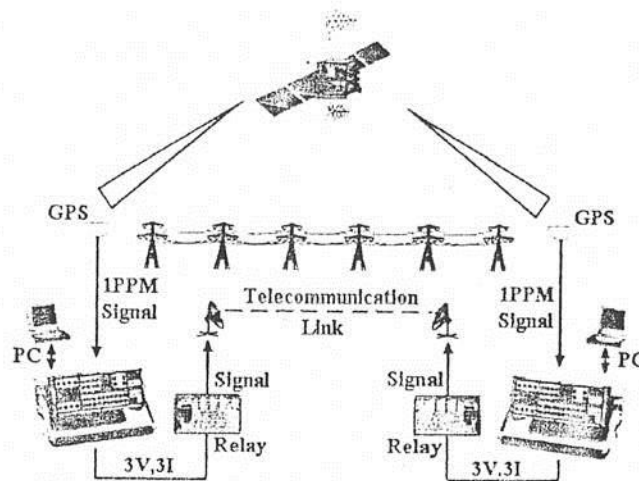 GPS
GPS
1PPM
Signal
Telecommunication
Link
1PPM
Signal
PC
PC
Signal
Signal
Relay
Relay
3V,3I
3V,3I